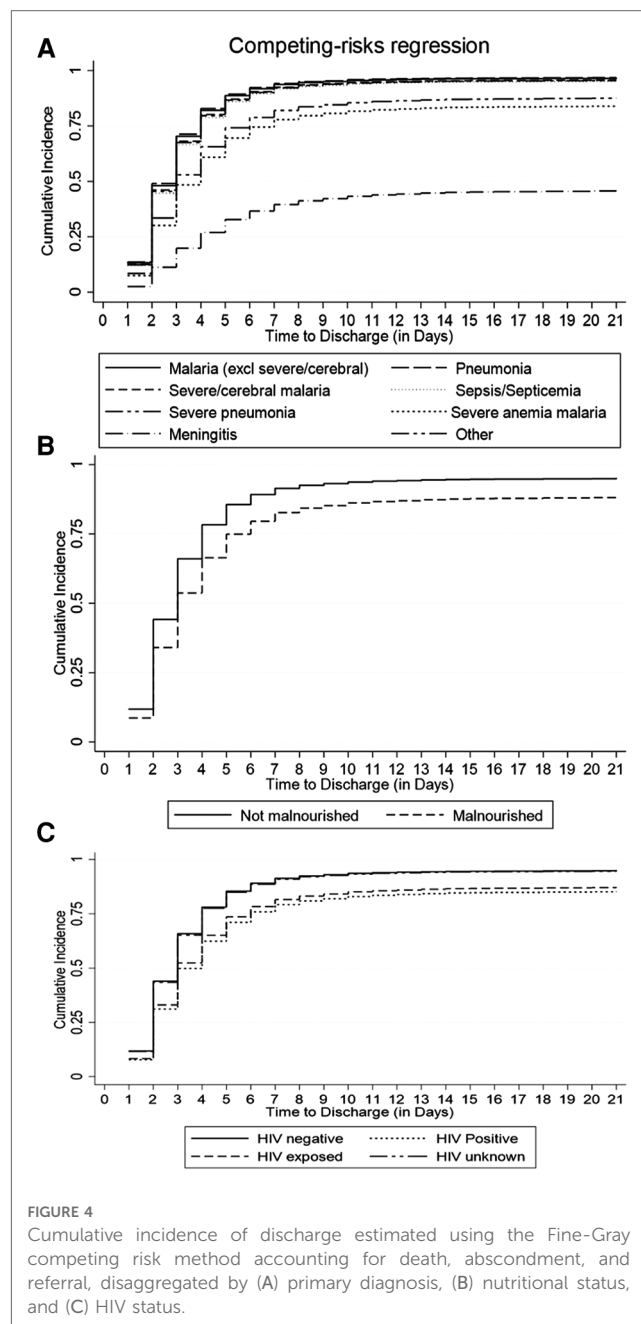 A
Competing-risks regression
Cumulative Incidence
1
0.75
0.5
0.25
0
0 1 2 3 4 5 6 7 8 9 10 11 12 13 14 15 16 17 18 19 20 21
Time to Discharge (in Days)
Malaria (excl severe/cerebral) Pneumonia
Severe/cerebral malaria Sepsis/Septicemia
Severe pneumonia Severe anemia malaria
Meningitis Other
B
Cumulative Incidence
1
0.75
0.5
0.25
0
0 1 2 3 4 5 6 7 8 9 10 11 12 13 14 15 16 17 18 19 20 21
Time to Discharge (in Days)
Not malnourished Malnourished
C
Cumulative Incidence
1
0.75
0.5
0.25
0
0 1 2 3 4 5 6 7 8 9 10 11 12 13 14 15 16 17 18 19 20 21
Time to Discharge (in Days)
HIV negative HIV Positive
HIV exposed HIV unknown
FIGURE 4
Cumulative incidence of discharge estimated using the Fine-Gray
competing risk method accounting for death, abscondment, and
referral, disaggregated by (A) primary diagnosis, (B) nutritional status,
and (C) HIV status.